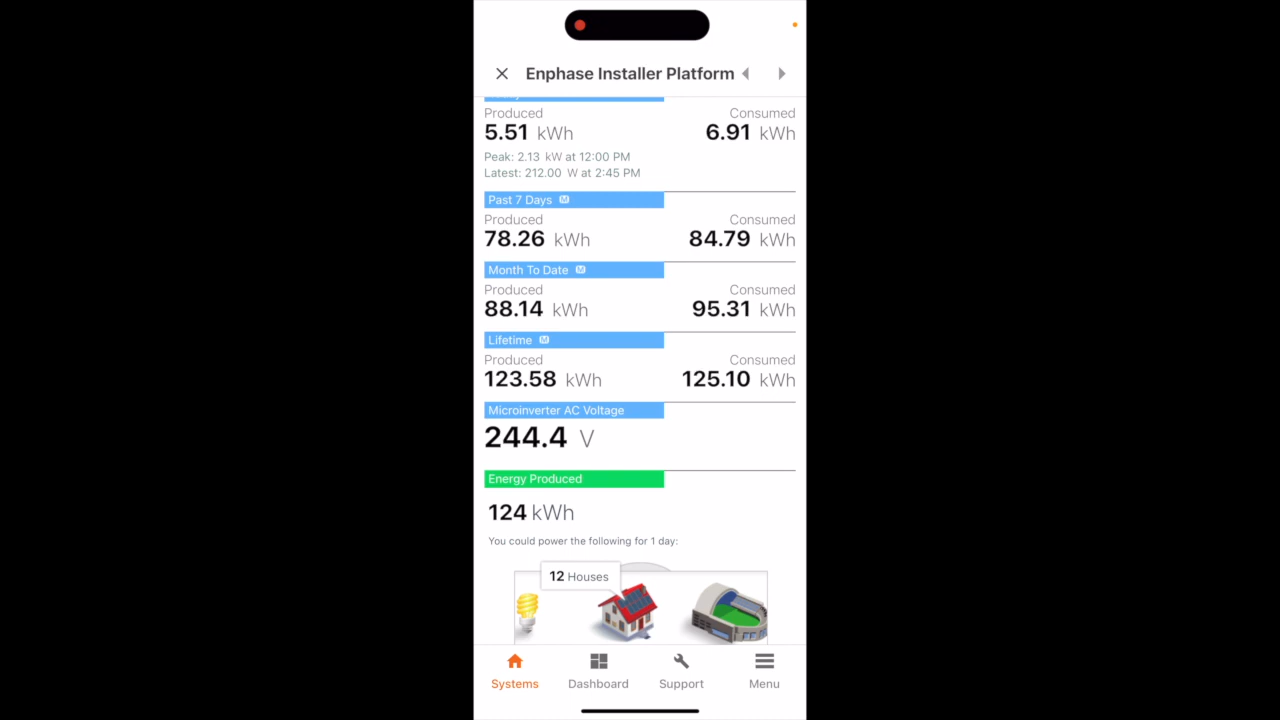 Enphase Installer Platform
Produced Consumed
5.51 kWh 6.91 kWh
Peak: 2.13 kW at 12:00 PM
Latest: 212.00 W at 2:45 PM
Past 7 Days M
Produced Consumed
78.26 kWh 84.79 kWh
Month To Date M
Produced Consumed
88.14 kWh 95.31 kWh
Lifetime M
Produced Consumed
123.58 kWh 125.10 kWh
Microinverter AC Voltage
244.4 V
Energy Produced
124 kWh
You could power the following for 1 day:
12 Houses
Systems Dashboard Support Menu